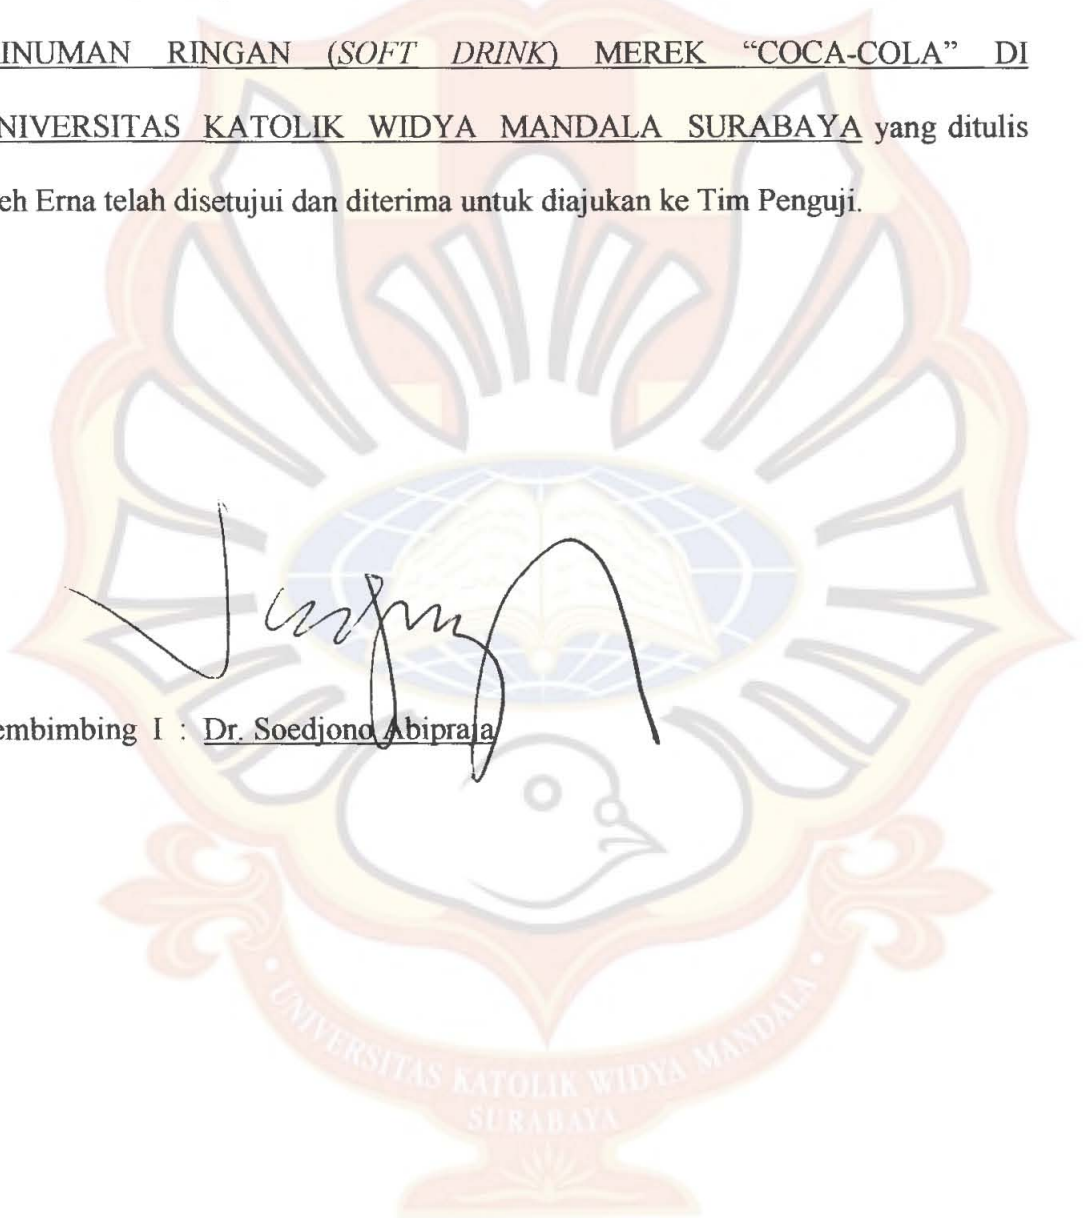 INUMAN RINGAN (SOFT DRINK) MEREK “COCA-COLA” DI
NIVERSITAS KATOLIK WIDYA MANDALA SURABAYA yang ditulis
eh Erna telah disetujui dan diterima untuk diajukan ke Tim Penguji.
embimbing I : Dr. Soedjono Abipraja
· UNIVERSITAS KATOLIK WIDYA MANDALA ·
SURABAYA